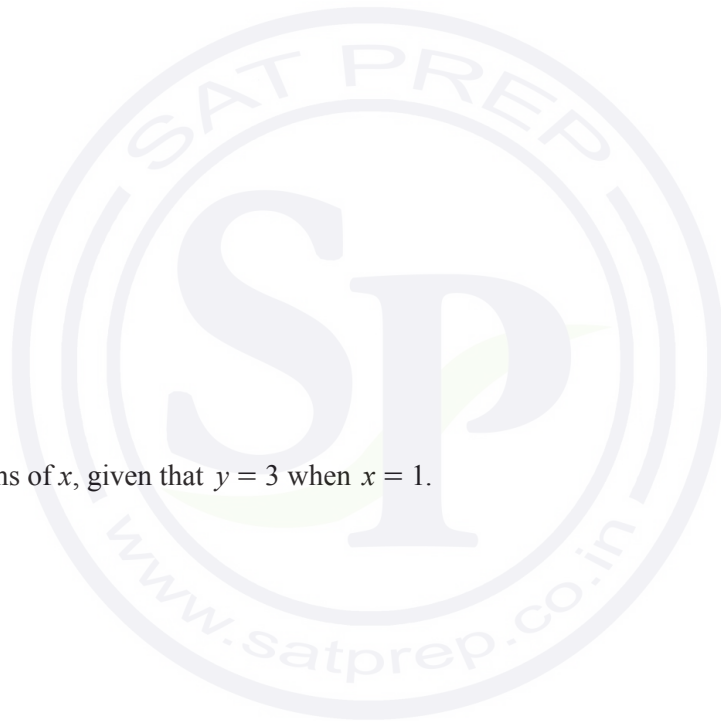 SAT PREP
SP
ns of x, given that y = 3 when x = 1.
www.satprep.co.in